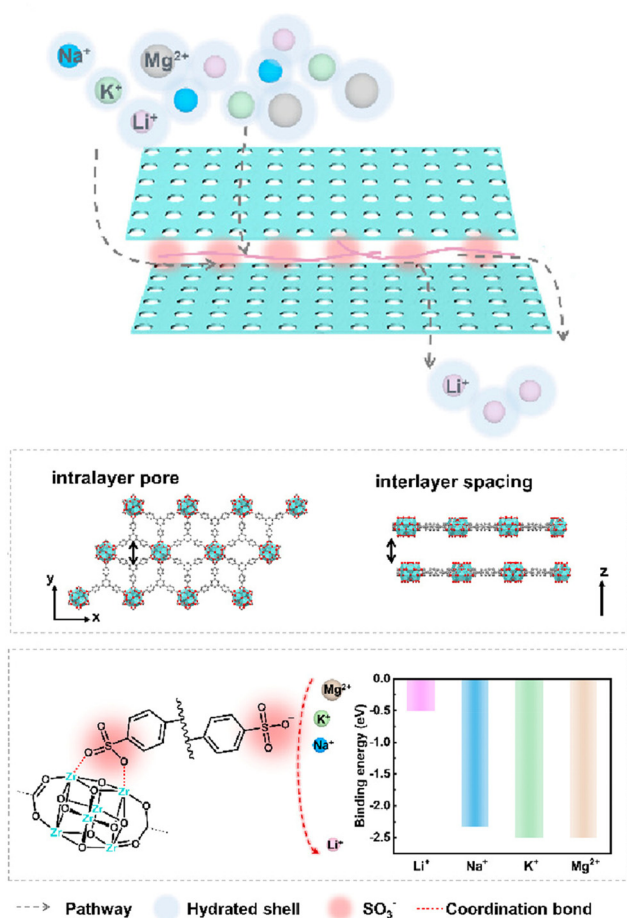 Na⁺
Mg²⁺
K⁺
Li⁺
Li⁺
intralayer pore
interlayer spacing
y
x
z
Mg²⁺
K⁺
Na⁺
Li⁺
O
S
O
O
S
O⁻
O
O
Zr
Zr
Zr
Zr
Zr
Zr
O
O
O
O
O
O
O
O
Binding energy (eV)
0.0
-0.5
-1.0
-1.5
-2.0
-2.5
Li⁺ Na⁺ K⁺ Mg²⁺
Pathway Hydrated shell SO₃⁻ Coordination bond